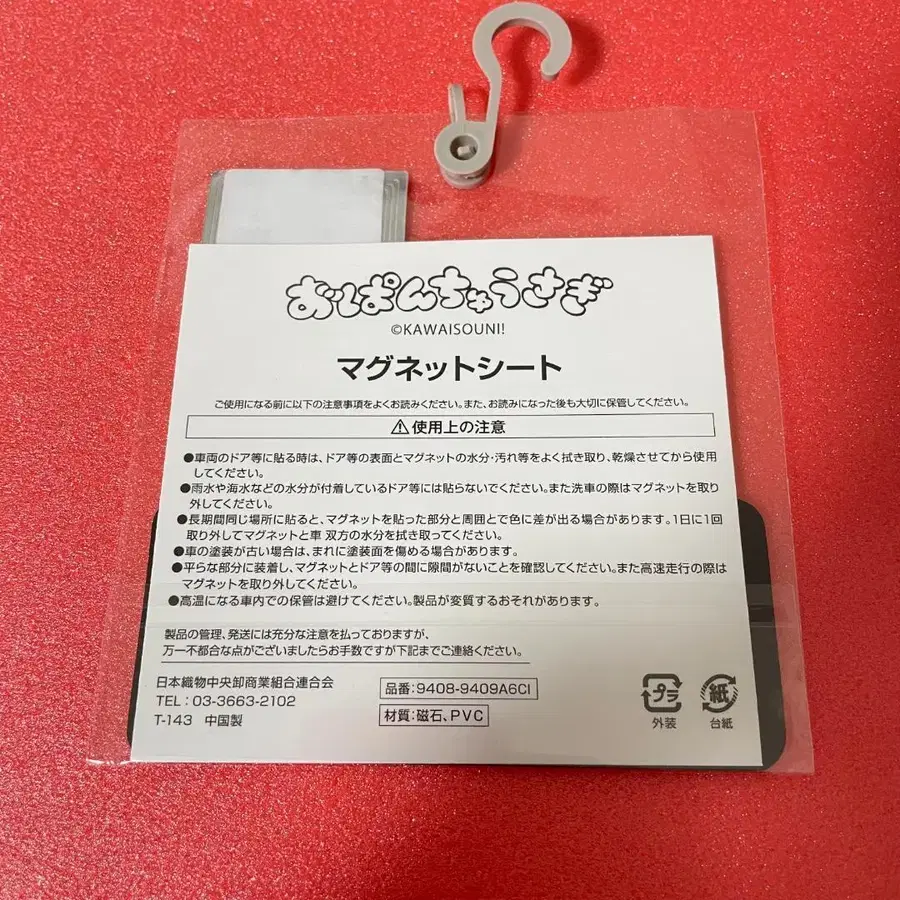 おぱんちゅうさぎ
©KAWAISOUNI!
マグネットシート
ご使用になる前に以下の注意事項をよくお読みください。また、お読みになった後も大切に保管してください。
⚠使用上の注意
●車両のドア等に貼る時は、ドア等の表面とマグネットの水分・汚れ等をよく拭き取り、乾燥させてから使用
してください。
●雨水や海水などの水分が付着しているドア等には貼らないでください。また洗車の際はマグネットを取り
外してください。
●長期間同じ場所に貼ると、マグネットを貼った部分と周囲とで色に差が出る場合があります。1日に1回
取り外してマグネットと車 双方の水分を拭き取ってください。
●車の塗装が古い場合は、まれに塗装面を傷める場合があります。
●平らな部分に装着し、マグネットとドア等の間に隙間がないことを確認してください。また高速走行の際は
マグネットを取り外してください。
●高温になる車内での保管は避けてください。製品が変質するおそれがあります。
製品の管理、発送には充分な注意を払っておりますが、
万一不都合な点がございましたらお手数ですが下記までご連絡ください。
日本織物中央卸商業組合連合会
TEL：03-3663-2102
T-143 中国製
品番：9408-9409A6CI
材質：磁石、PVC
プラ
外装
紙
台紙